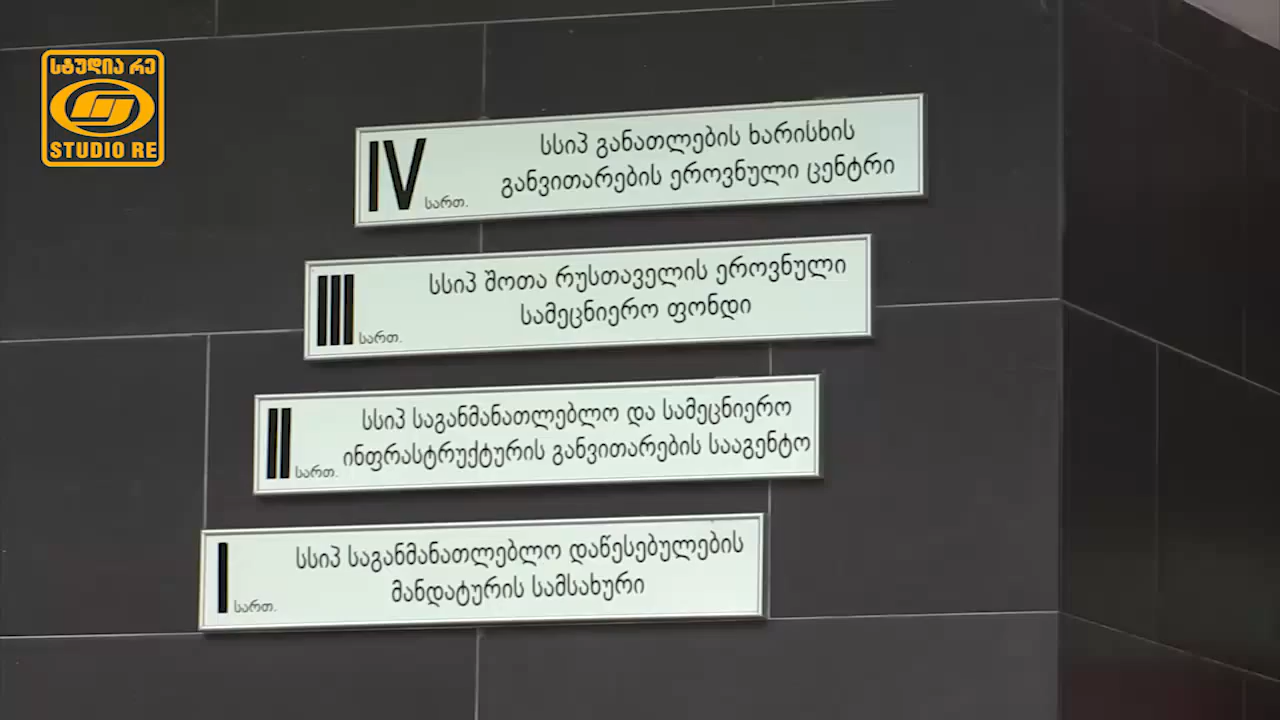 სტუდია რე
STUDIO RE
IV სართ.
სსიპ განათლების ხარისხის
განვითარების ეროვნული ცენტრი
III სართ.
სსიპ შოთა რუსთაველის ეროვნული
სამეცნიერო ფონდი
II სართ.
სსიპ საგანმანათლებლო და სამეცნიერო
ინფრასტრუქტურის განვითარების სააგენტო
I სართ.
სსიპ საგანმანათლებლო დაწესებულების
მანდატურის სამსახური